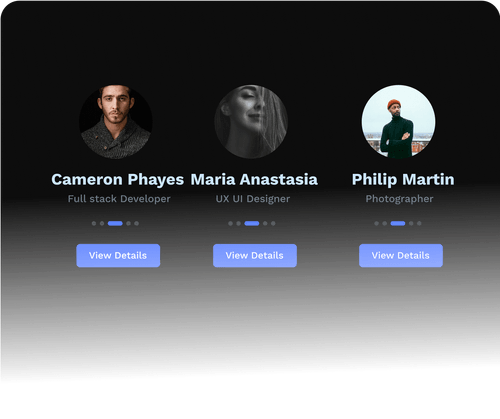 Cameron Phayes
Full stack Developer
View Details
Maria Anastasia
UX UI Designer
View Details
Philip Martin
Photographer
View Details